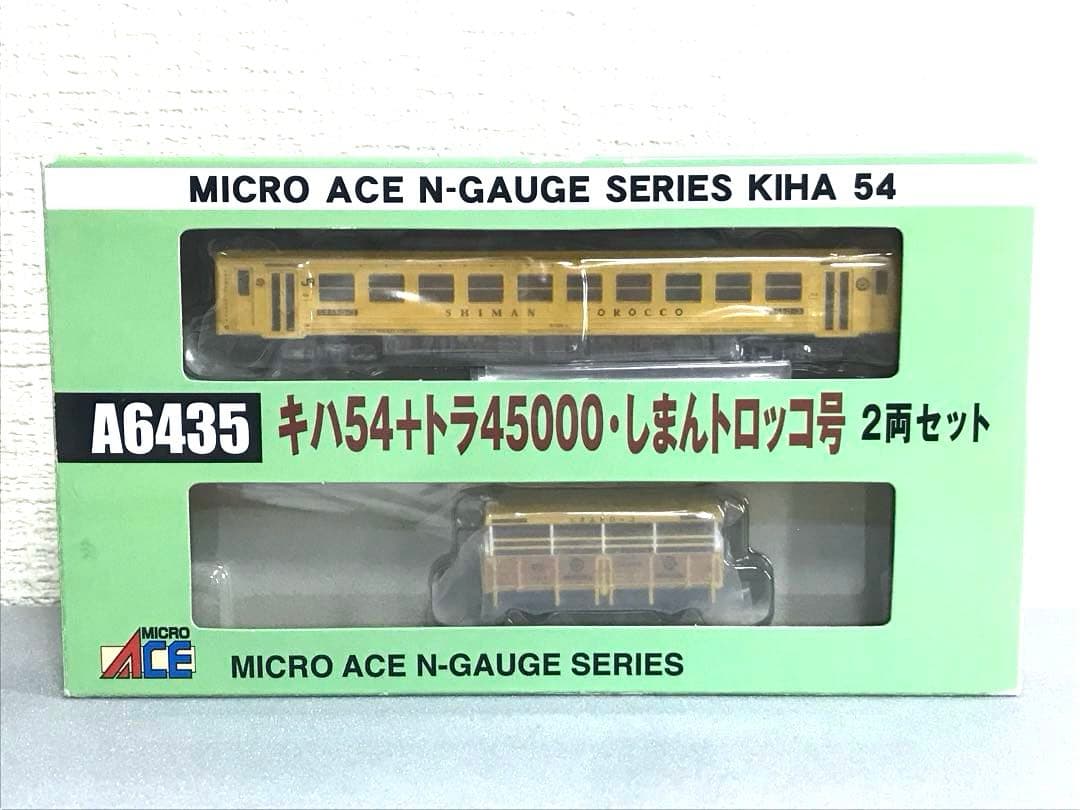 MICRO ACE N-GAUGE SERIES KIHA 54
SHIMAN OROCCO
A6435 キハ54+トラ45000・しまんトロッコ号 2両セット
MICRO
ACE
MICRO ACE N-GAUGE SERIES